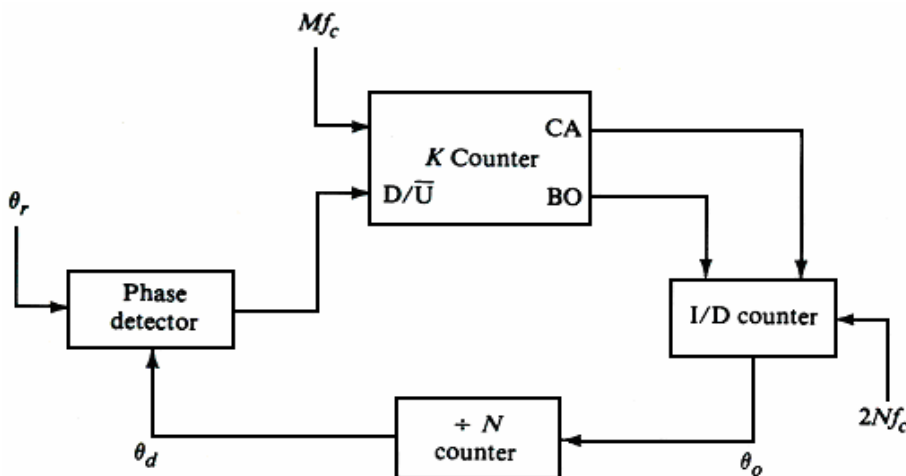 Mf_c
CA
K Counter
D/U̅
BO
θ_r
Phase
detector
I/D counter
÷ N
counter
2Nf_c
θ_d
θ_o